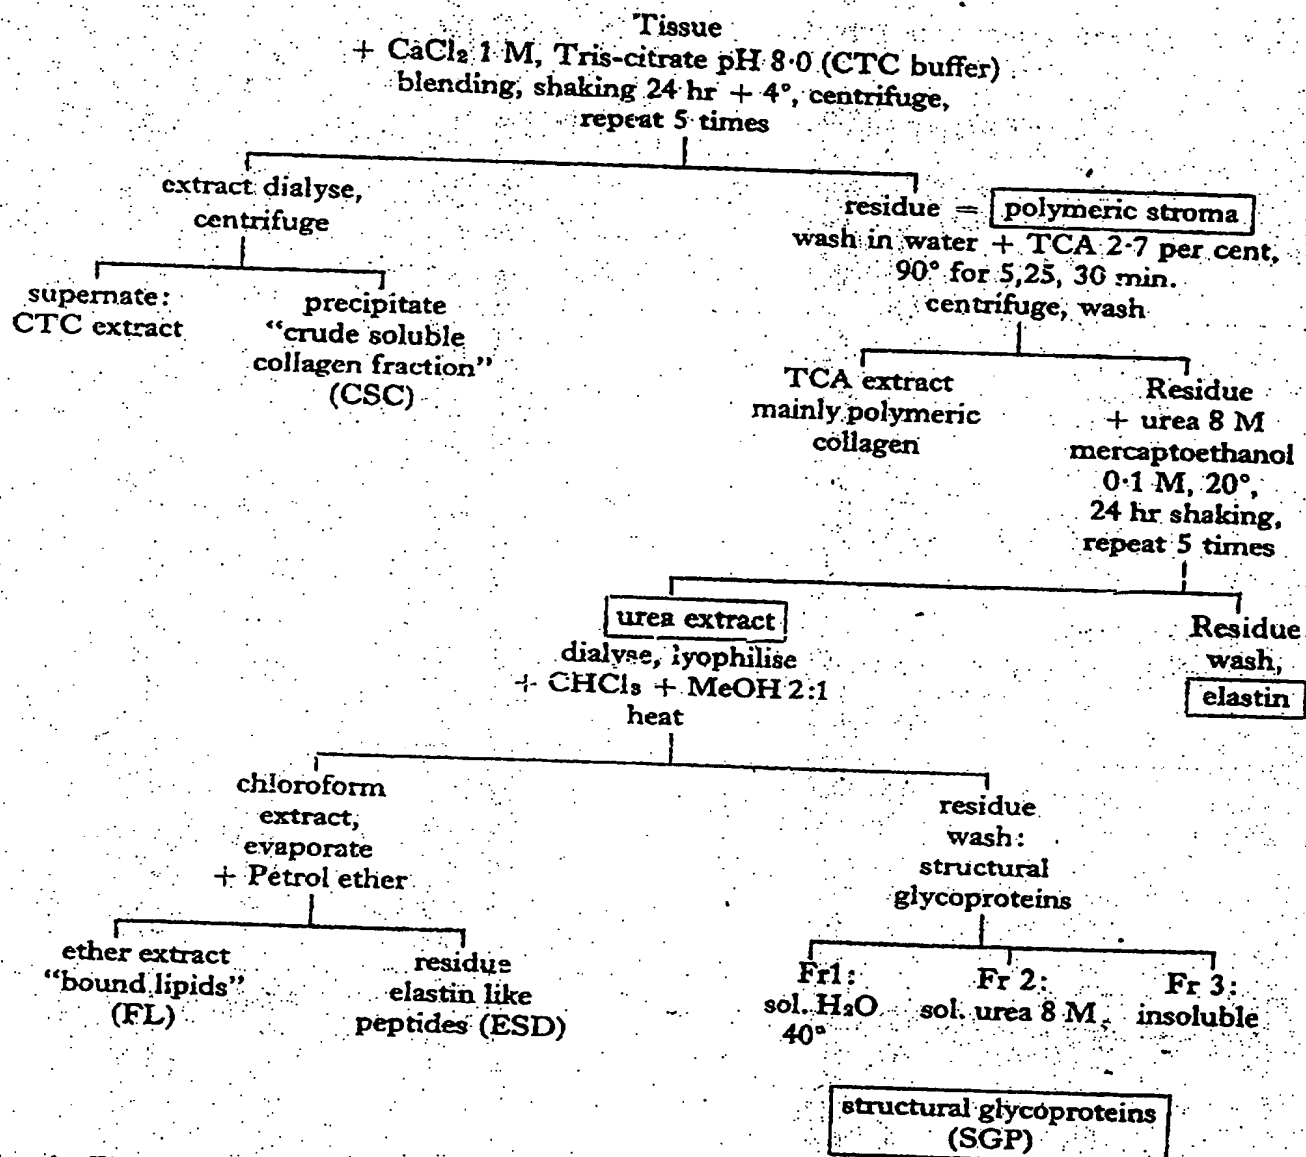 Tissue
+ CaCl₂ 1 M, Tris-citrate pH 8·0 (CTC buffer)
blending, shaking 24 hr + 4°, centrifuge,
repeat 5 times
extract dialyse,
centrifuge
supernate:
CTC extract
precipitate
“crude soluble
collagen fraction”
(CSC)
residue = polymeric stroma
wash in water + TCA 2·7 per cent,
90° for 5,25, 30 min.
centrifuge, wash
TCA extract
mainly polymeric
collagen
Residue
+ urea 8 M
mercaptoethanol
0·1 M, 20°,
24 hr shaking,
repeat 5 times
urea extract
dialyse, lyophilise
+ CHCl₃ + MeOH 2:1
heat
Residue
wash,
elastin
chloroform
extract,
evaporate
+ Petrol ether
ether extract
“bound lipids”
(FL)
residue
elastin like
peptides (ESD)
residue
wash:
structural
glycoproteins
Fr1:
sol. H₂O
40°
Fr 2:
sol. urea 8 M,
Fr 3:
insoluble
structural glycoproteins
(SGP)